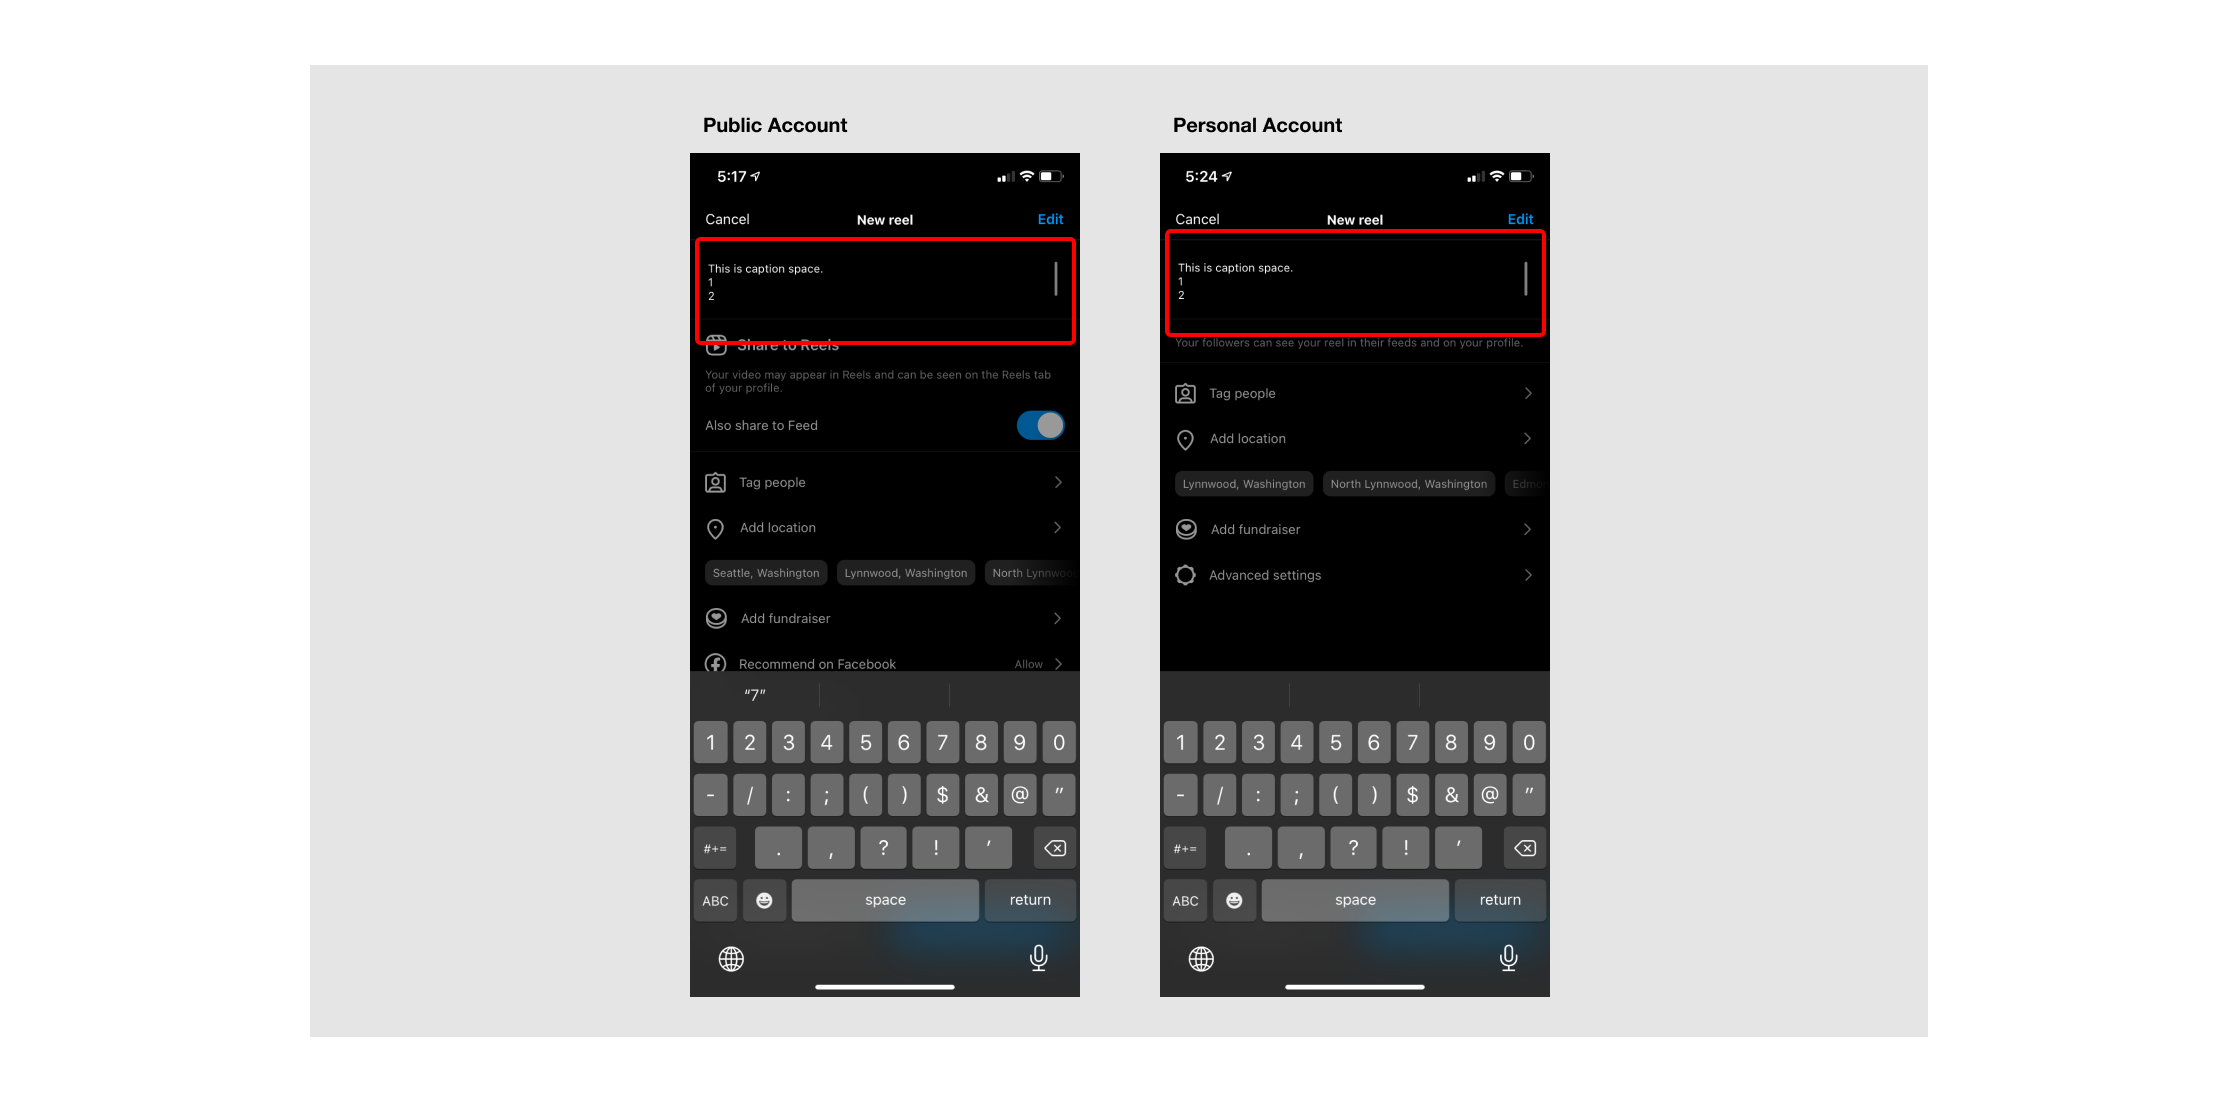 Public Account
5:17
Cancel
New reel
Edit
This is caption space.
1
2
Share to Reels
Your video may appear in Reels and can be seen on the Reels tab
of your profile.
Also share to Feed
Tag people
Add location
Seattle, Washington
Lynnwood, Washington
North Lynnwoo
Add fundraiser
Recommend on Facebook
Allow
“7”
1 2 3 4 5 6 7 8 9 0
- / : ; ( ) $ & @ "
#+= . , ? ! '
ABC space return
Personal Account
5:24
Cancel
New reel
Edit
This is caption space.
1
2
Your followers can see your reel in their feeds and on your profile.
Tag people
Add location
Lynnwood, Washington
North Lynnwood, Washington
Edmo
Add fundraiser
Advanced settings
1 2 3 4 5 6 7 8 9 0
- / : ; ( ) $ & @ "
#+= . , ? ! '
ABC space return